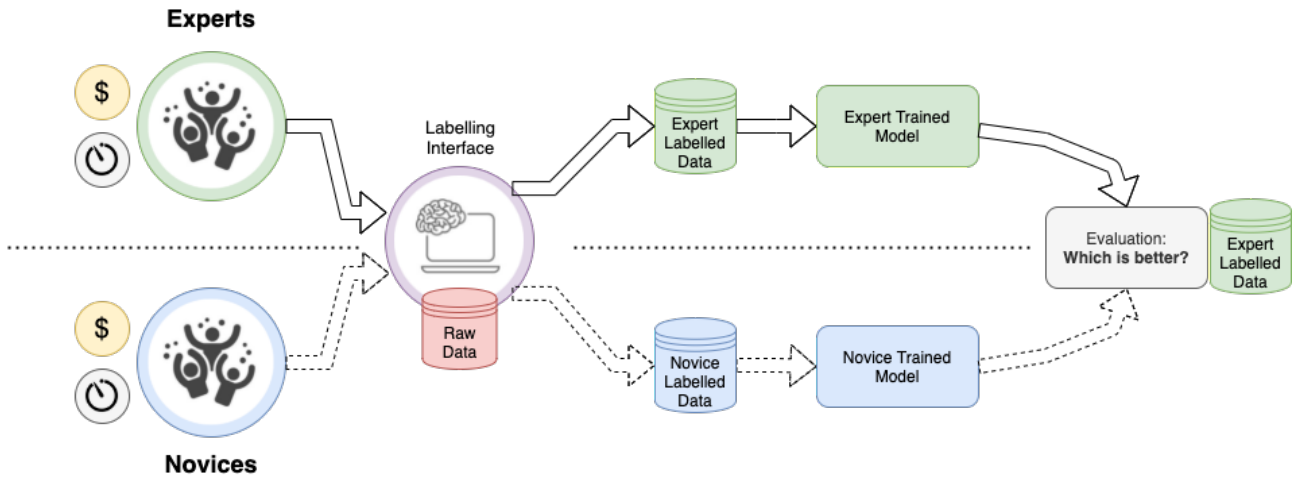 Experts
$
Labelling
Interface
Expert
Labelled
Data
Expert Trained
Model
Evaluation:
Which is better?
Expert
Labelled
Data
$
Raw
Data
Novice
Labelled
Data
Novice Trained
Model
Novices